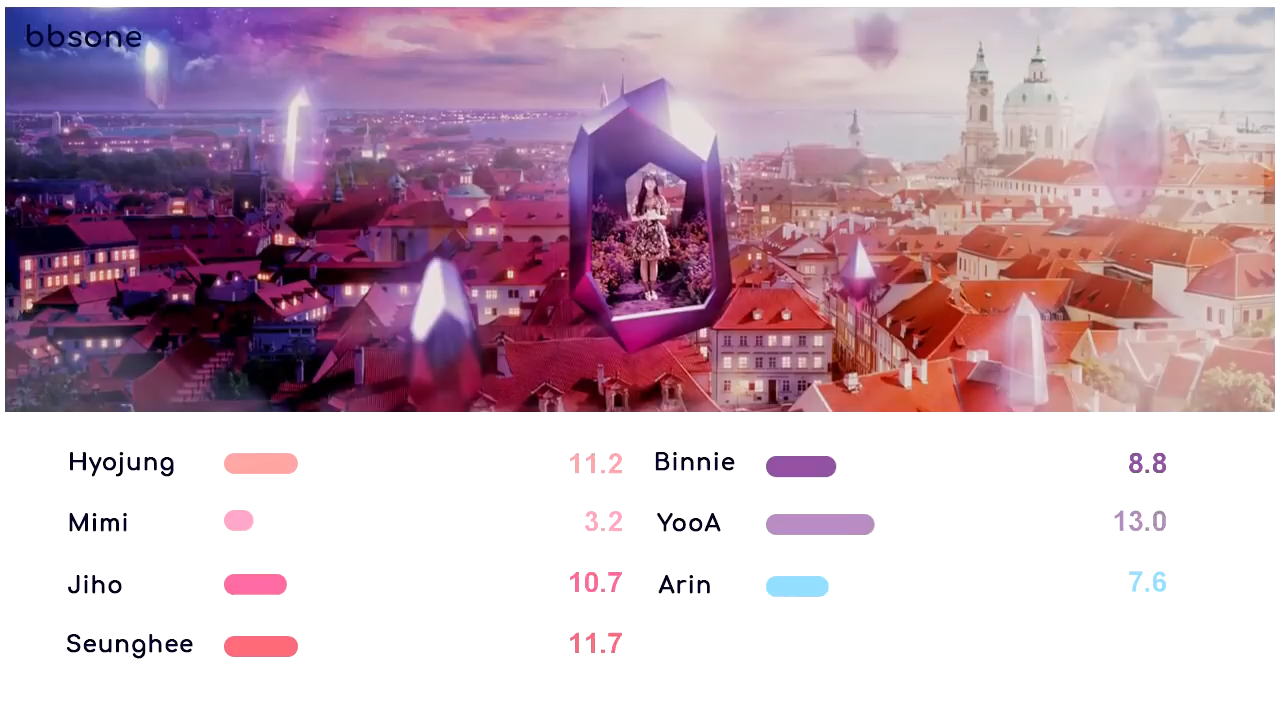 bbsone
Hyojung 11.2
Mimi 3.2
Jiho 10.7
Seunghee 11.7
Binnie 8.8
YooA 13.0
Arin 7.6